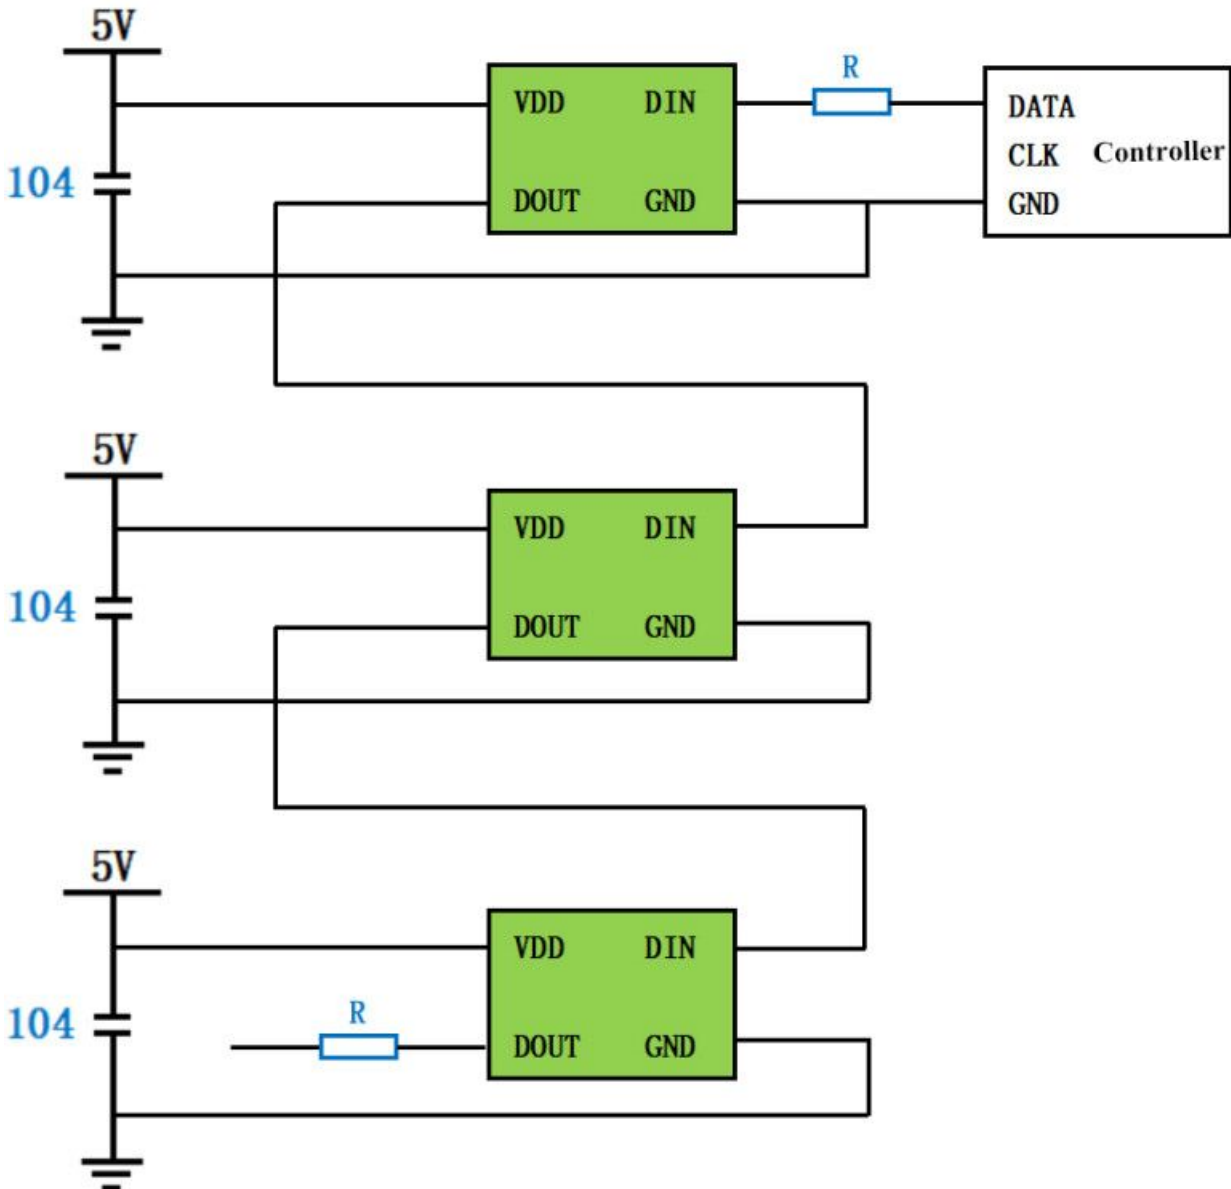 5V
R
VDD DIN
DATA
104
CLK Controller
DOUT GND
GND
5V
VDD DIN
104
DOUT GND
5V
VDD DIN
104
R
DOUT GND